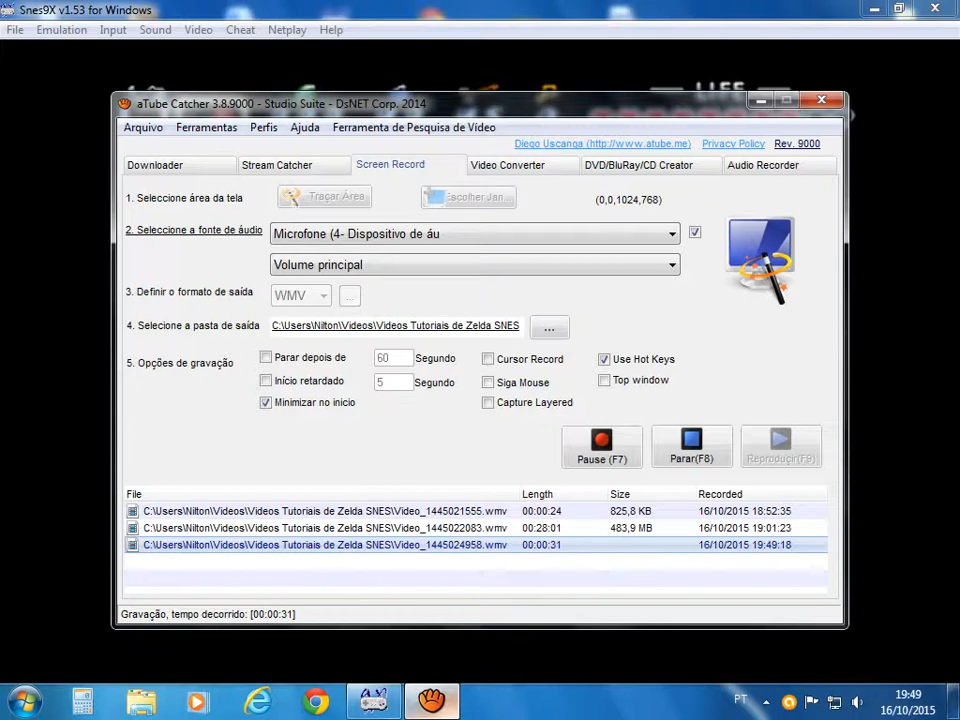 Snes9X v1.53 for Windows
File Emulation Input Sound Video Cheat Netplay Help
LIFE
aTube Catcher 3.8.9000 - Studio Suite - DsNET Corp. 2014
Arquivo Ferramentas Perfis Ajuda Ferramenta de Pesquisa de Vídeo
Diego Uscanga (http://www.atube.me) Privacy Policy Rev. 9000
Downloader Stream Catcher Screen Record Video Converter DVD/BluRay/CD Creator Audio Recorder
1. Seleccione área da tela Traçar Área Escolher Jan... (0,0,1024,768)
2. Seleccione a fonte de áudio Microfone (4- Dispositivo de áu
Volume principal
3. Definir o formato de saída WMV ...
4. Selecione a pasta de saída C:\Users\Nilton\Videos\Videos Tutoriais de Zelda SNES ...
5. Opções de gravação Parar depois de 60 Segundo Cursor Record Use Hot Keys
Início retardado 5 Segundo Siga Mouse Top window
Minimizar no inicio Capture Layered
Pause (F7) Parar(F8) Reproduçir(F9)
File Length Size Recorded
C:\Users\Nilton\Videos\Videos Tutoriais de Zelda SNES\Video_1445021555.wmv 00:00:24 825,8 KB 16/10/2015 18:52:35
C:\Users\Nilton\Videos\Videos Tutoriais de Zelda SNES\Video_1445022083.wmv 00:28:01 483,9 MB 16/10/2015 19:01:23
C:\Users\Nilton\Videos\Videos Tutoriais de Zelda SNES\Video_1445024958.wmv 00:00:31 16/10/2015 19:49:18
Gravação, tempo decorrido: [00:00:31]
PT 19:49
16/10/2015